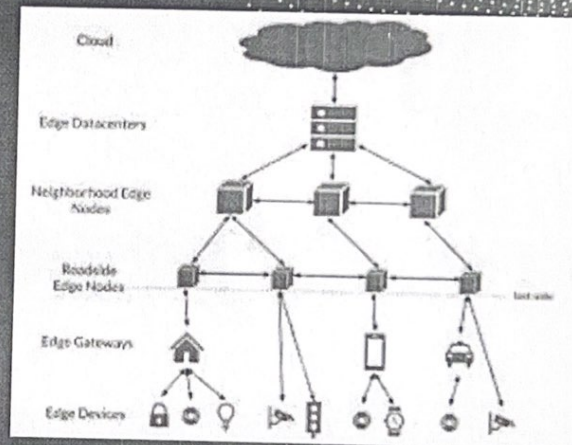 Cloud
Edge Datacenters
Neighborhood Edge
Nodes
Roadside
Edge Nodes
last mile
Edge Gateways
Edge Devices